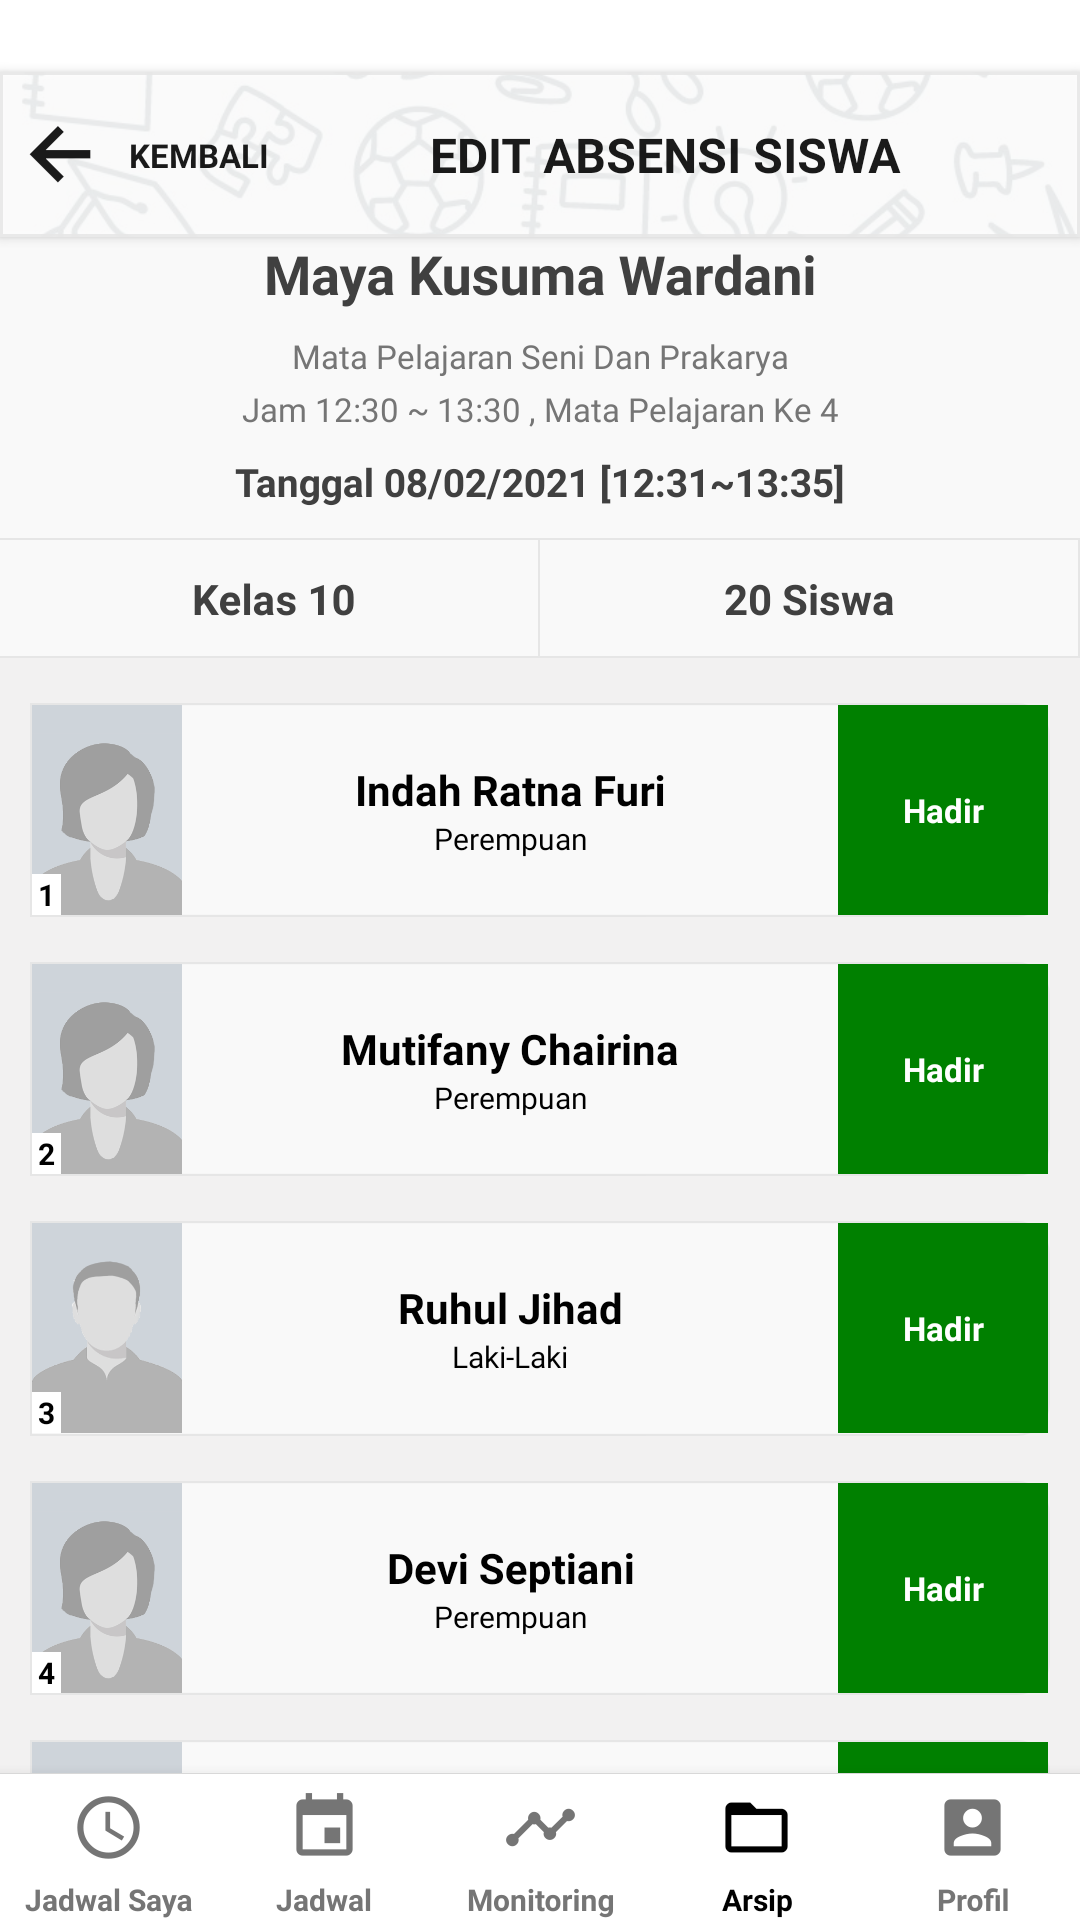 KEMBALI
EDIT ABSENSI SISWA
Maya Kusuma Wardani
Mata Pelajaran Seni Dan Prakarya
Jam 12:30 ~ 13:30 , Mata Pelajaran Ke 4
Tanggal 08/02/2021 [12:31~13:35]
Kelas 10
20 Siswa
Indah Ratna Furi
Perempuan
Hadir
1
Mutifany Chairina
Perempuan
Hadir
2
Ruhul Jihad
Laki-Laki
Hadir
3
Devi Septiani
Perempuan
Hadir
4
Jadwal Saya
Jadwal
Monitoring
Arsip
Profil